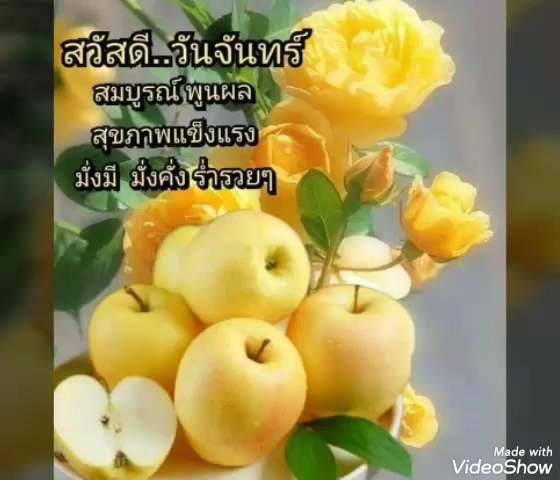 สวัสดี..วันจันทร์
สมบูรณ์ พูนผล
สุขภาพแข็งแรง
มั่งมี มั่งคั่ง ร่ำรวยๆ
Made with
VideoShow